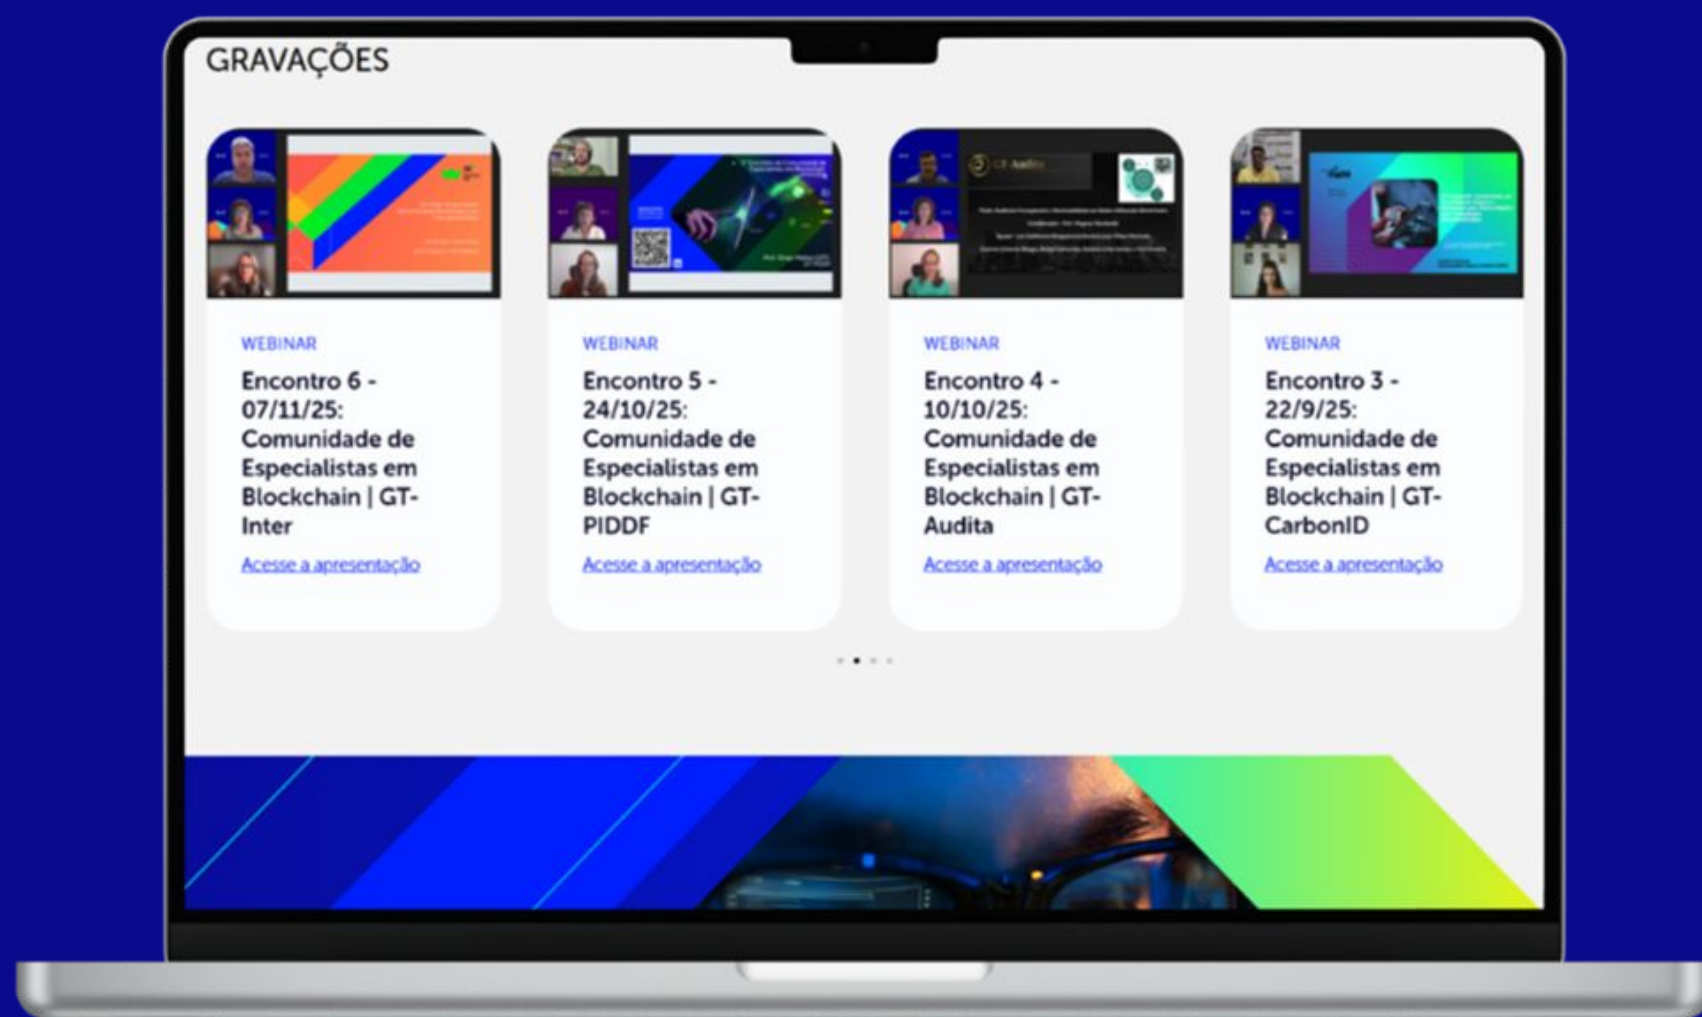 GRAVAÇÕES
WEBINAR
Encontro 6 -
07/11/25:
Comunidade de
Especialistas em
Blockchain | GT-
Inter
Acesse a apresentação
WEBINAR
Encontro 5 -
24/10/25:
Comunidade de
Especialistas em
Blockchain | GT-
PIDDF
Acesse a apresentação
GT-Audita
WEBINAR
Encontro 4 -
10/10/25:
Comunidade de
Especialistas em
Blockchain | GT-
Audita
Acesse a apresentação
WEBINAR
Encontro 3 -
22/9/25:
Comunidade de
Especialistas em
Blockchain | GT-
CarbonID
Acesse a apresentação